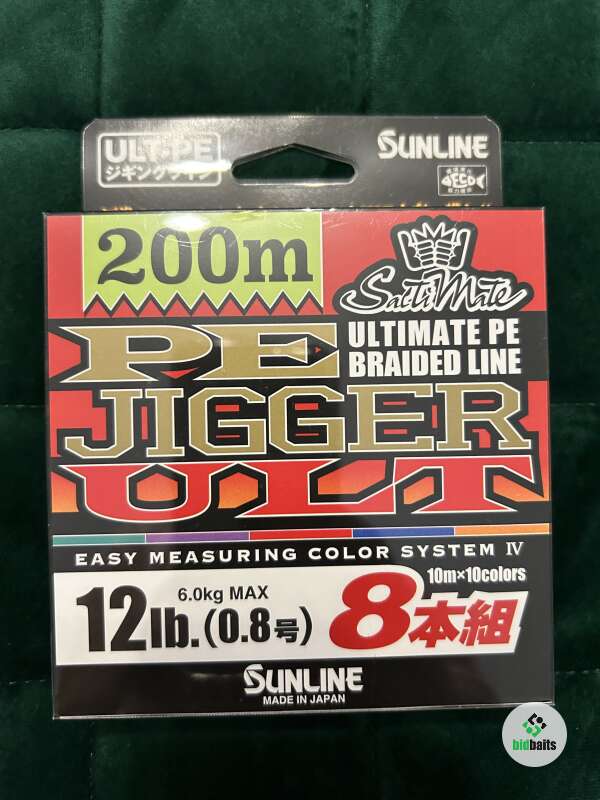 ULT-PE
ジギングライン
SUNLINE
ECO
200m
SaltiMate
PE
ULTIMATE PE
BRAIDED LINE
JIGGER
ULT
EASY MEASURING COLOR SYSTEM IV
12lb.(0.8号)
6.0kg MAX
8本組
10m×10colors
SUNLINE
MADE IN JAPAN
bidbaits